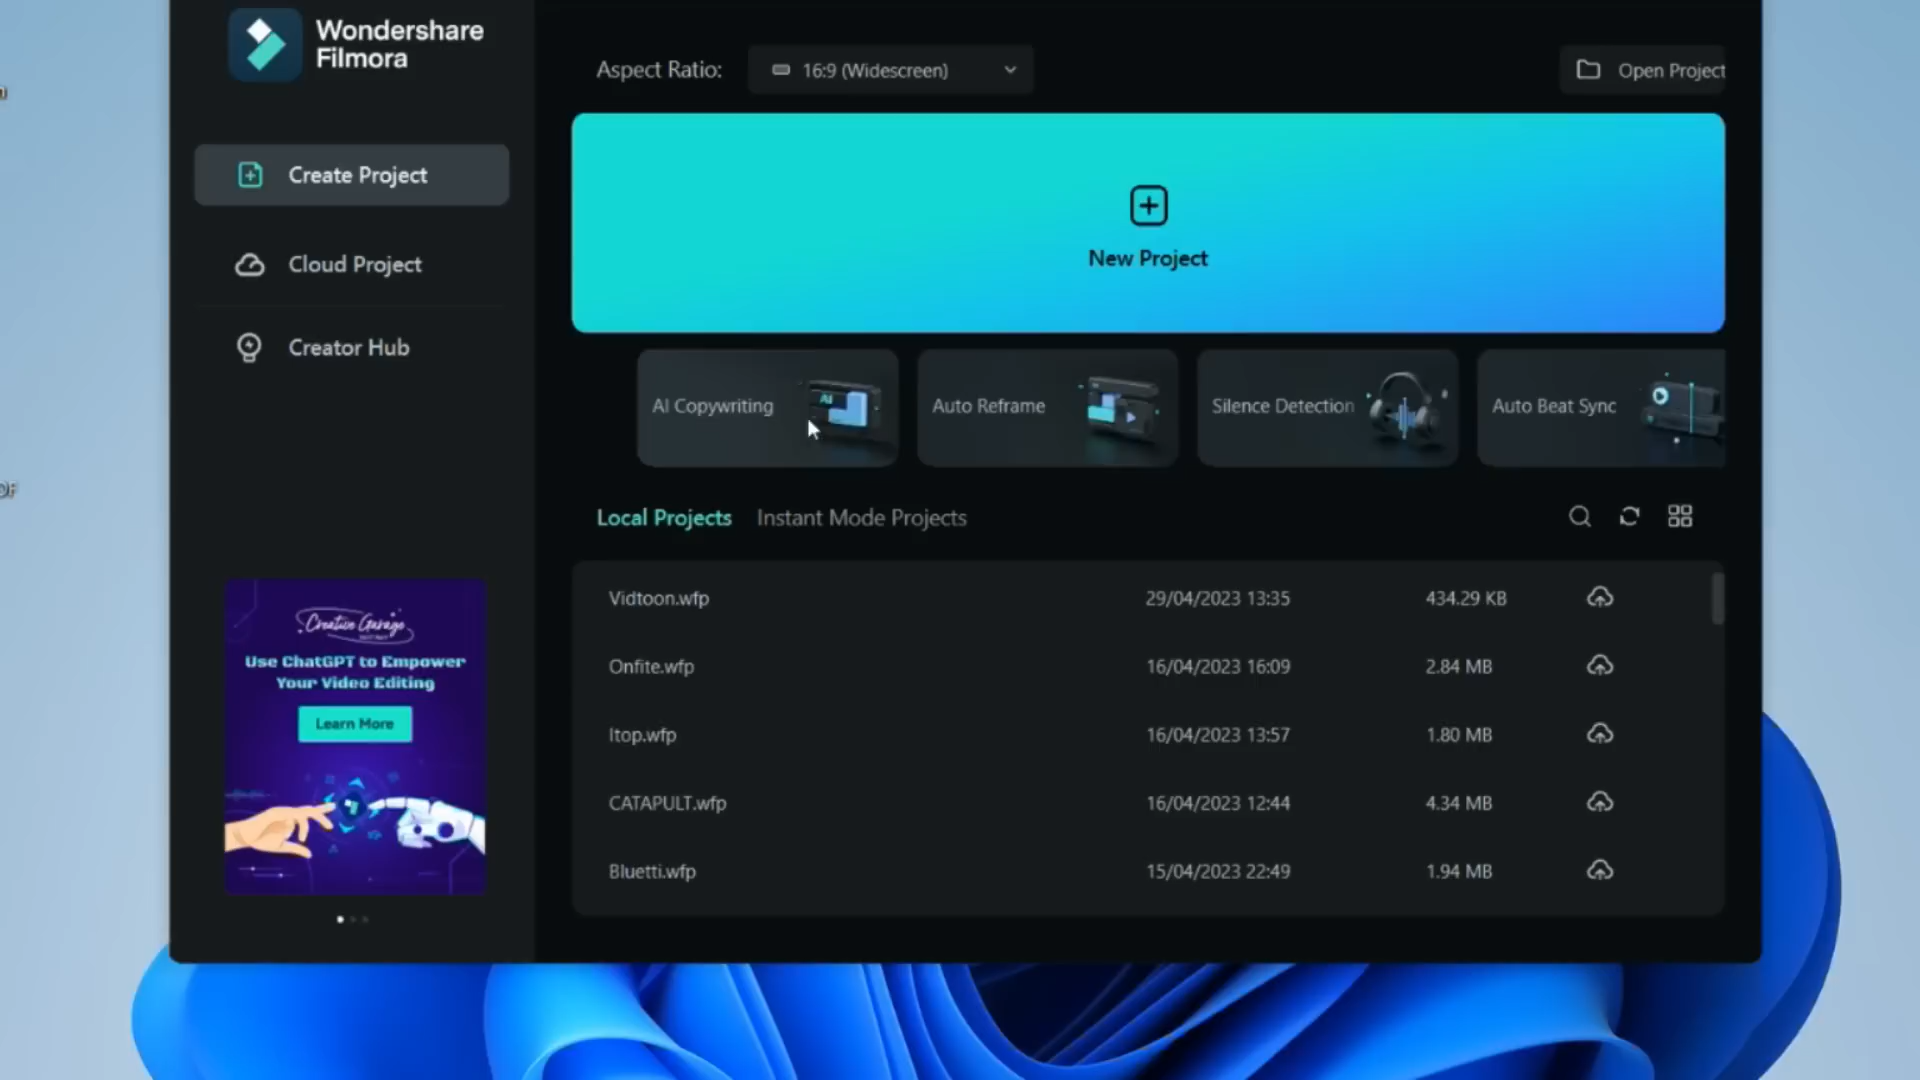 Wondershare
Filmora
Aspect Ratio:
16:9 (Widescreen)
Open Project
Create Project
New Project
Cloud Project
Creator Hub
AI Copywriting
AI
Auto Reframe
Silence Detection
Auto Beat Sync
Local Projects
Instant Mode Projects
Vidtoon.wfp 29/04/2023 13:35 434.29 KB
Onfite.wfp 16/04/2023 16:09 2.84 MB
Itop.wfp 16/04/2023 13:57 1.80 MB
CATAPULT.wfp 16/04/2023 12:44 4.34 MB
Bluetti.wfp 15/04/2023 22:49 1.94 MB
Creative Garage
Use ChatGPT to Empower
Your Video Editing
Learn More